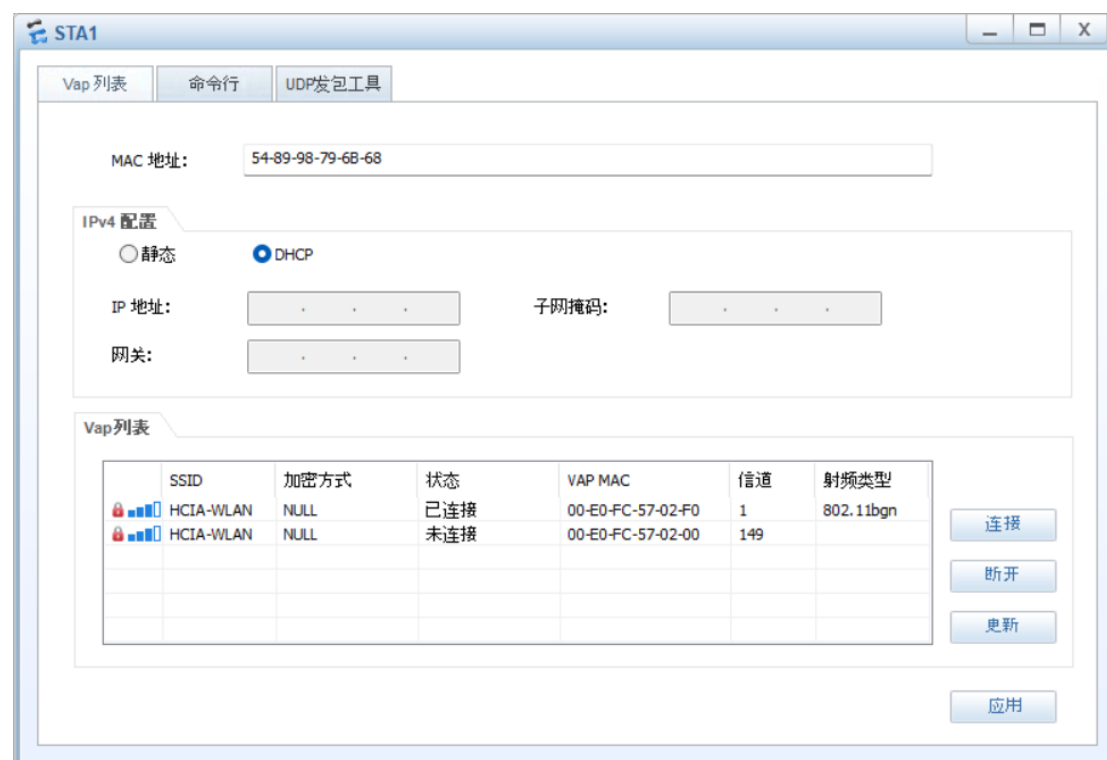 STA1
Vap 列表 命令行 UDP发包工具
MAC 地址: 54-89-98-79-6B-68
IPv4 配置
静态 DHCP
IP 地址: . . . 子网掩码: . . .
网关: . . .
Vap列表
SSID 加密方式 状态 VAP MAC 信道 射频类型
HCIA-WLAN NULL 已连接 00-E0-FC-57-02-F0 1 802.11bgn
HCIA-WLAN NULL 未连接 00-E0-FC-57-02-00 149
连接
断开
更新
应用